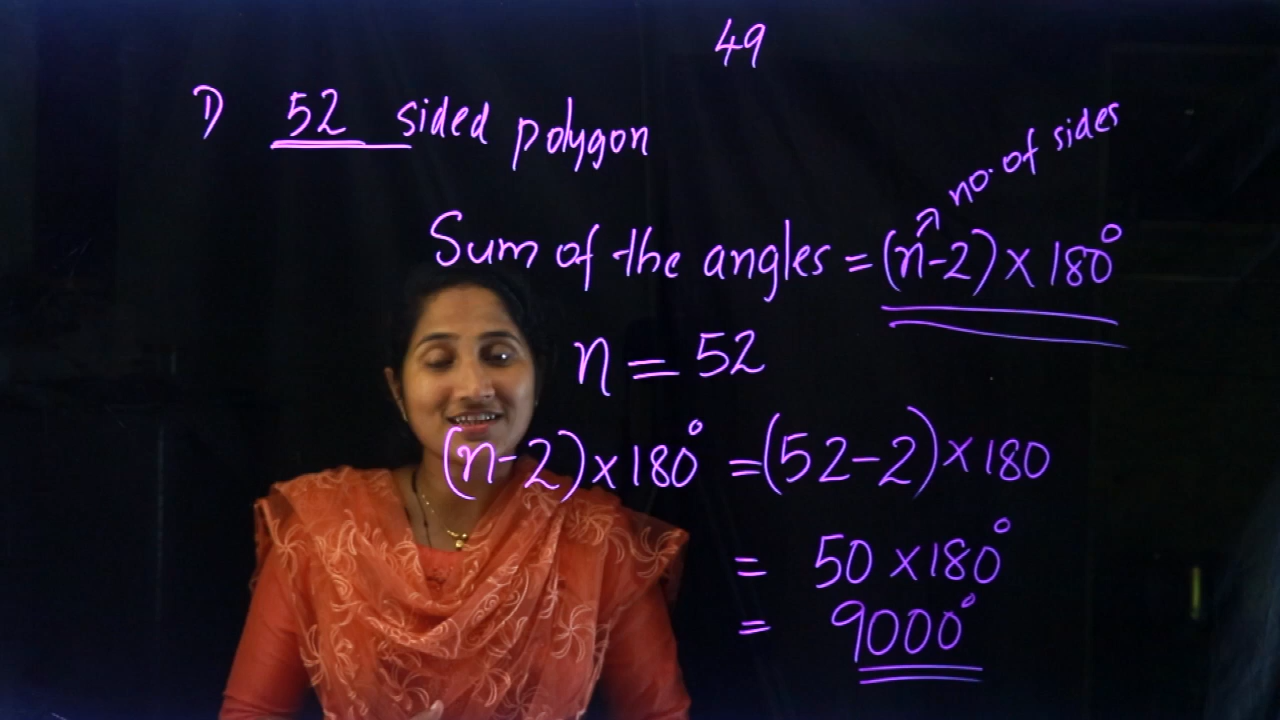 49
1) 52 sided polygon
no. of sides
Sum of the angles = (n-2) × 180°
n = 52
(n-2) × 180° = (52-2) × 180
= 50 × 180°
= 9000°